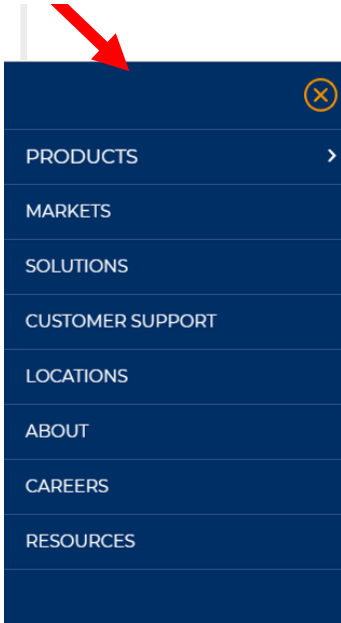 PRODUCTS
MARKETS
SOLUTIONS
CUSTOMER SUPPORT
LOCATIONS
ABOUT
CAREERS
RESOURCES